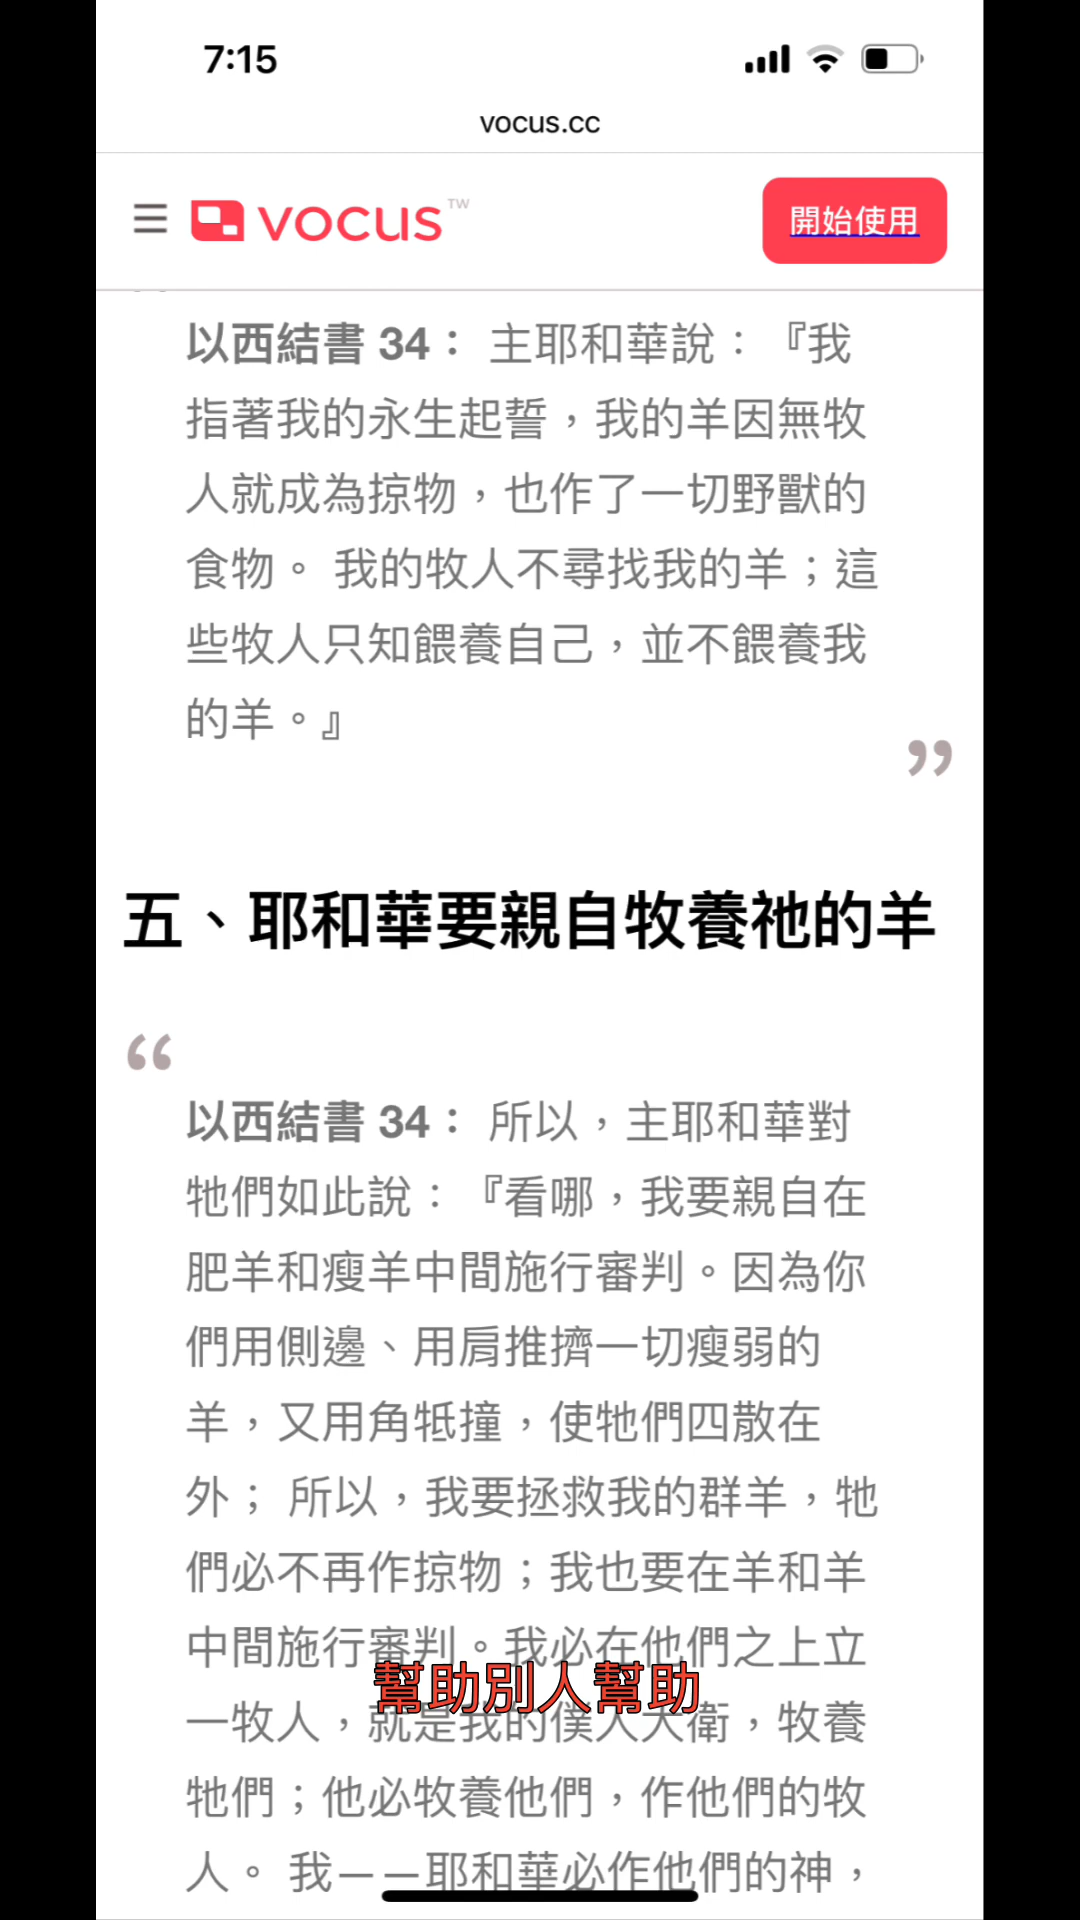 7:15
vocus.cc
vocus TW
開始使用
以西結書 34： 主耶和華說：『我
指著我的永生起誓，我的羊因無牧
人就成為掠物，也作了一切野獸的
食物。 我的牧人不尋找我的羊；這
些牧人只知餵養自己，並不餵養我
的羊。』
”
五、耶和華要親自牧養祂的羊
“
以西結書 34： 所以，主耶和華對
牠們如此說：『看哪，我要親自在
肥羊和瘦羊中間施行審判。因為你
們用側邊、用肩推擠一切瘦弱的
羊，又用角牴撞，使牠們四散在
外； 所以，我要拯救我的群羊，牠
們必不再作掠物；我也要在羊和羊
中間施行審判。我必在他們之上立
幫助別人幫助
一牧人，就是我的僕人大衛，牧養
牠們；他必牧養他們，作他們的牧
人。 我——耶和華必作他們的神，